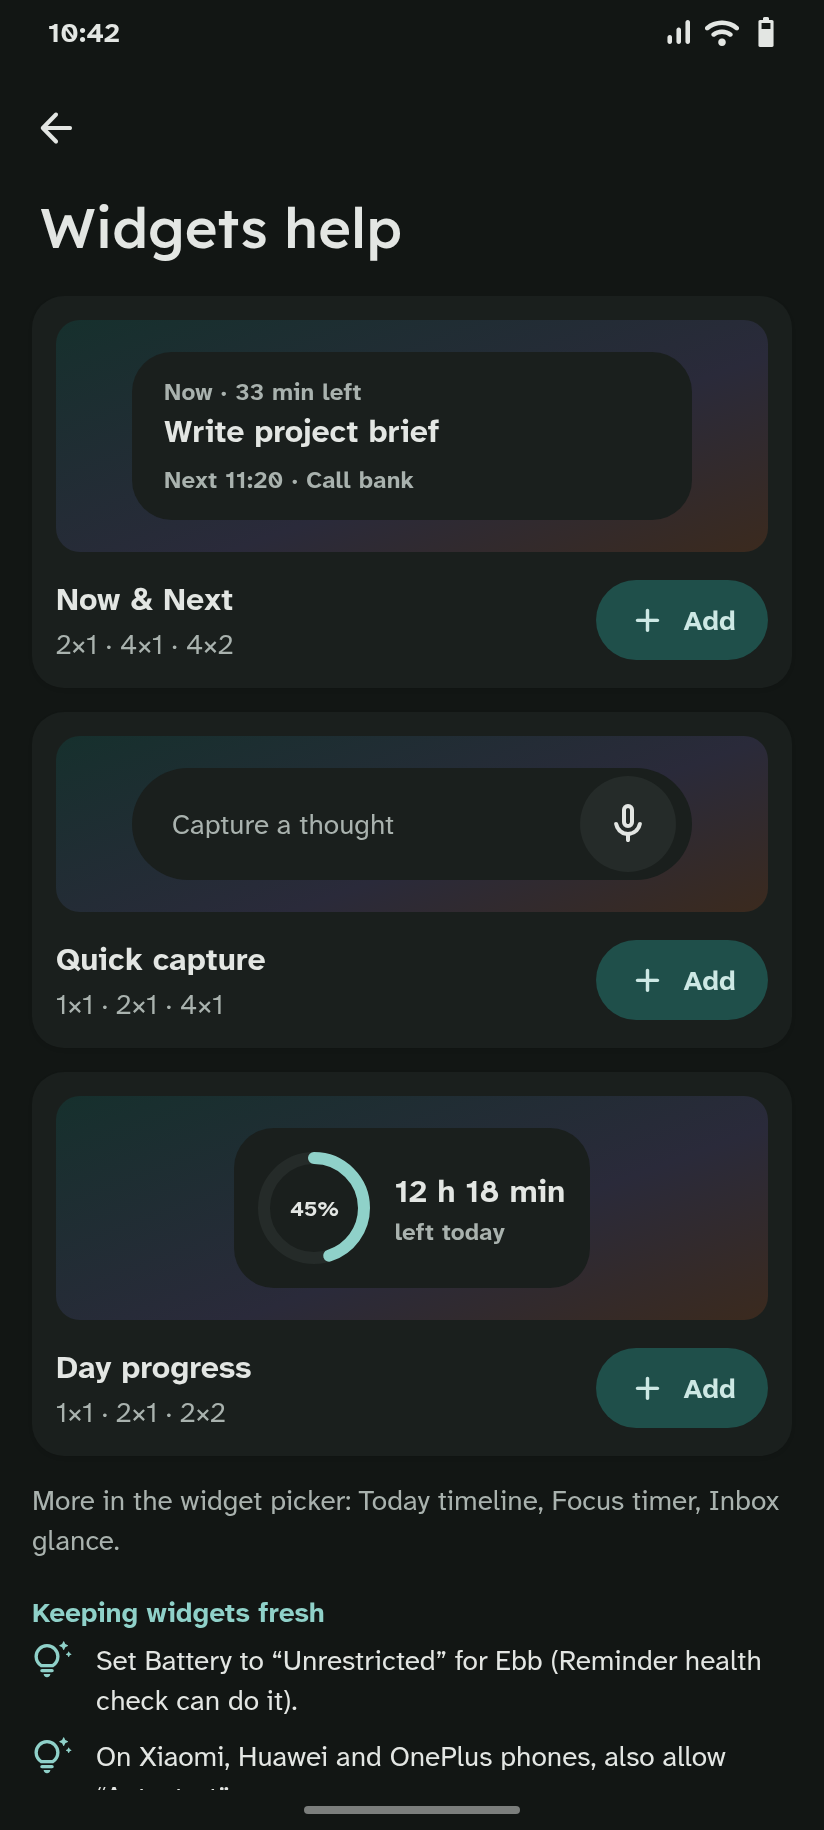 10:42
Widgets help
Now · 33 min left
Write project brief
Next 11:20 · Call bank
Now & Next
2×1 · 4×1 · 4×2
Add
Capture a thought
Quick capture
1×1 · 2×1 · 4×1
Add
45%
12 h 18 min
left today
Day progress
1×1 · 2×1 · 2×2
Add
More in the widget picker: Today timeline, Focus timer, Inbox
glance.
Keeping widgets fresh
Set Battery to “Unrestricted” for Ebb (Reminder health
check can do it).
On Xiaomi, Huawei and OnePlus phones, also allow